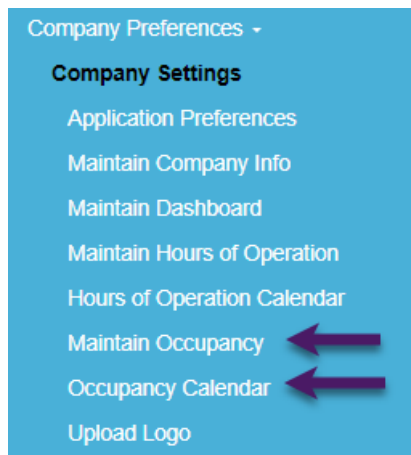 Company Preferences
Company Settings
Application Preferences
Maintain Company Info
Maintain Dashboard
Maintain Hours of Operation
Hours of Operation Calendar
Maintain Occupancy
Occupancy Calendar
Upload Logo